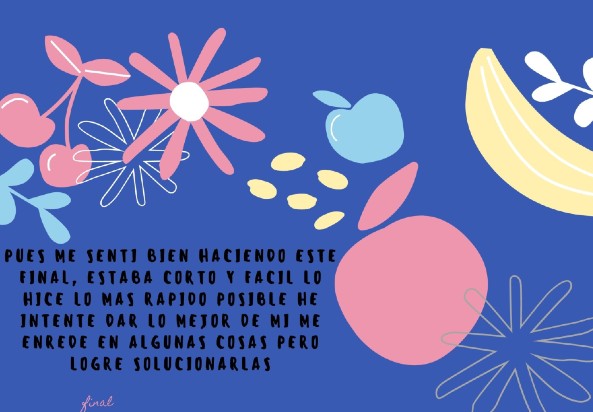 PUES ME SENTI BIEN HACIENDO ESTE
FINAL, ESTABA CORTO Y FACIL LO
HICE LO MAS RAPIDO POSIBLE HE
INTENTE DAR LO MEJOR DE MI ME
ENREDE EN ALGUNAS COSAS PERO
LOGRE SOLUCIONARLAS
final